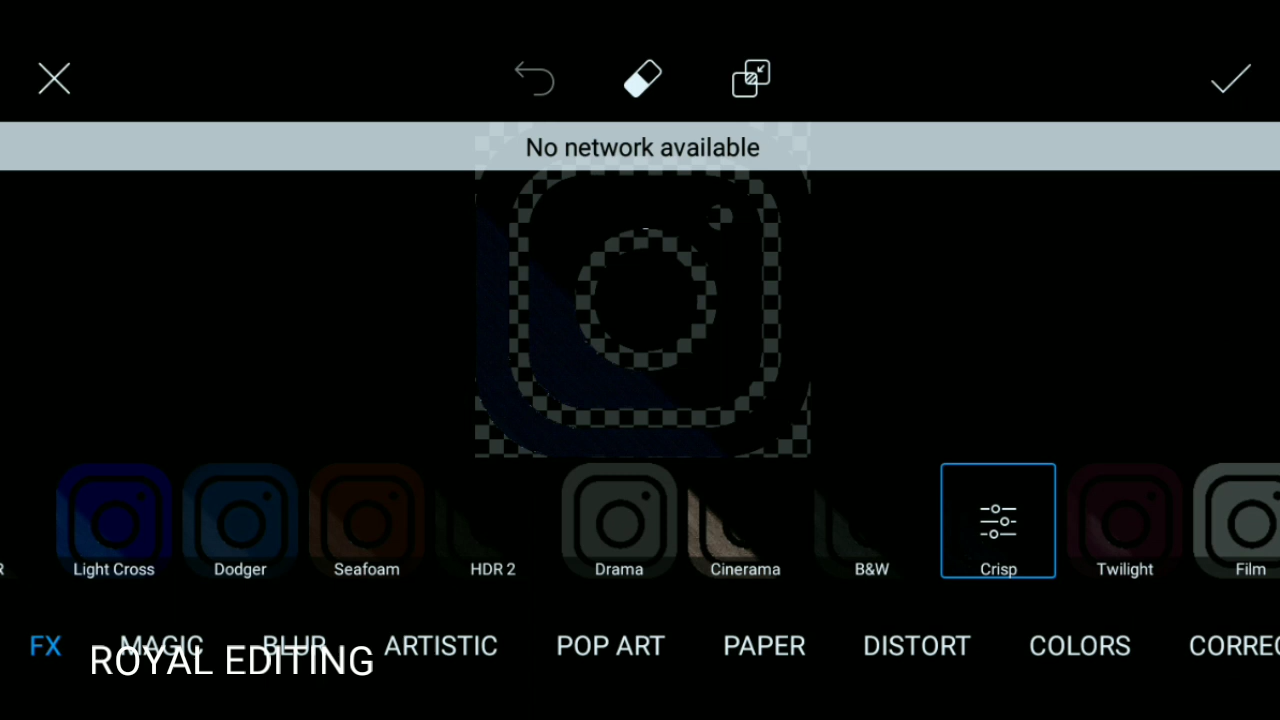 No network available
R
Light Cross
Dodger
Seafoam
HDR 2
Drama
Cinerama
B&W
Crisp
Twilight
Film
FX
MAGIC
BLUR
ARTISTIC
POP ART
PAPER
DISTORT
COLORS
CORREC
ROYAL EDITING